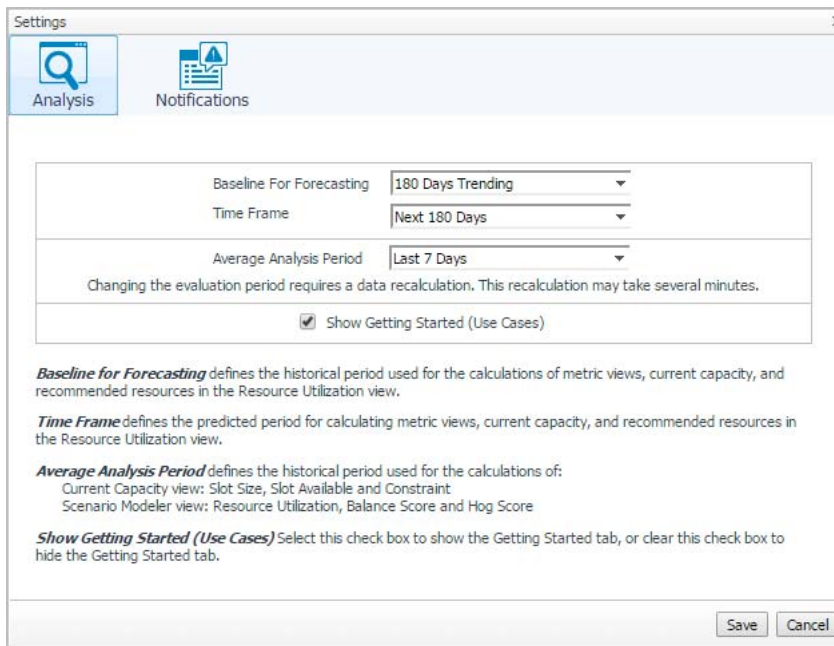 Settings
Analysis
Notifications
Baseline For Forecasting 180 Days Trending
Time Frame Next 180 Days
Average Analysis Period Last 7 Days
Changing the evaluation period requires a data recalculation. This recalculation may take several minutes.
Show Getting Started (Use Cases)
Baseline for Forecasting defines the historical period used for the calculations of metric views, current capacity, and
recommended resources in the Resource Utilization view.
Time Frame defines the predicted period for calculating metric views, current capacity, and recommended resources in
the Resource Utilization view.
Average Analysis Period defines the historical period used for the calculations of:
Current Capacity view: Slot Size, Slot Available and Constraint
Scenario Modeler view: Resource Utilization, Balance Score and Hog Score
Show Getting Started (Use Cases) Select this check box to show the Getting Started tab, or clear this check box to
hide the Getting Started tab.
Save Cancel